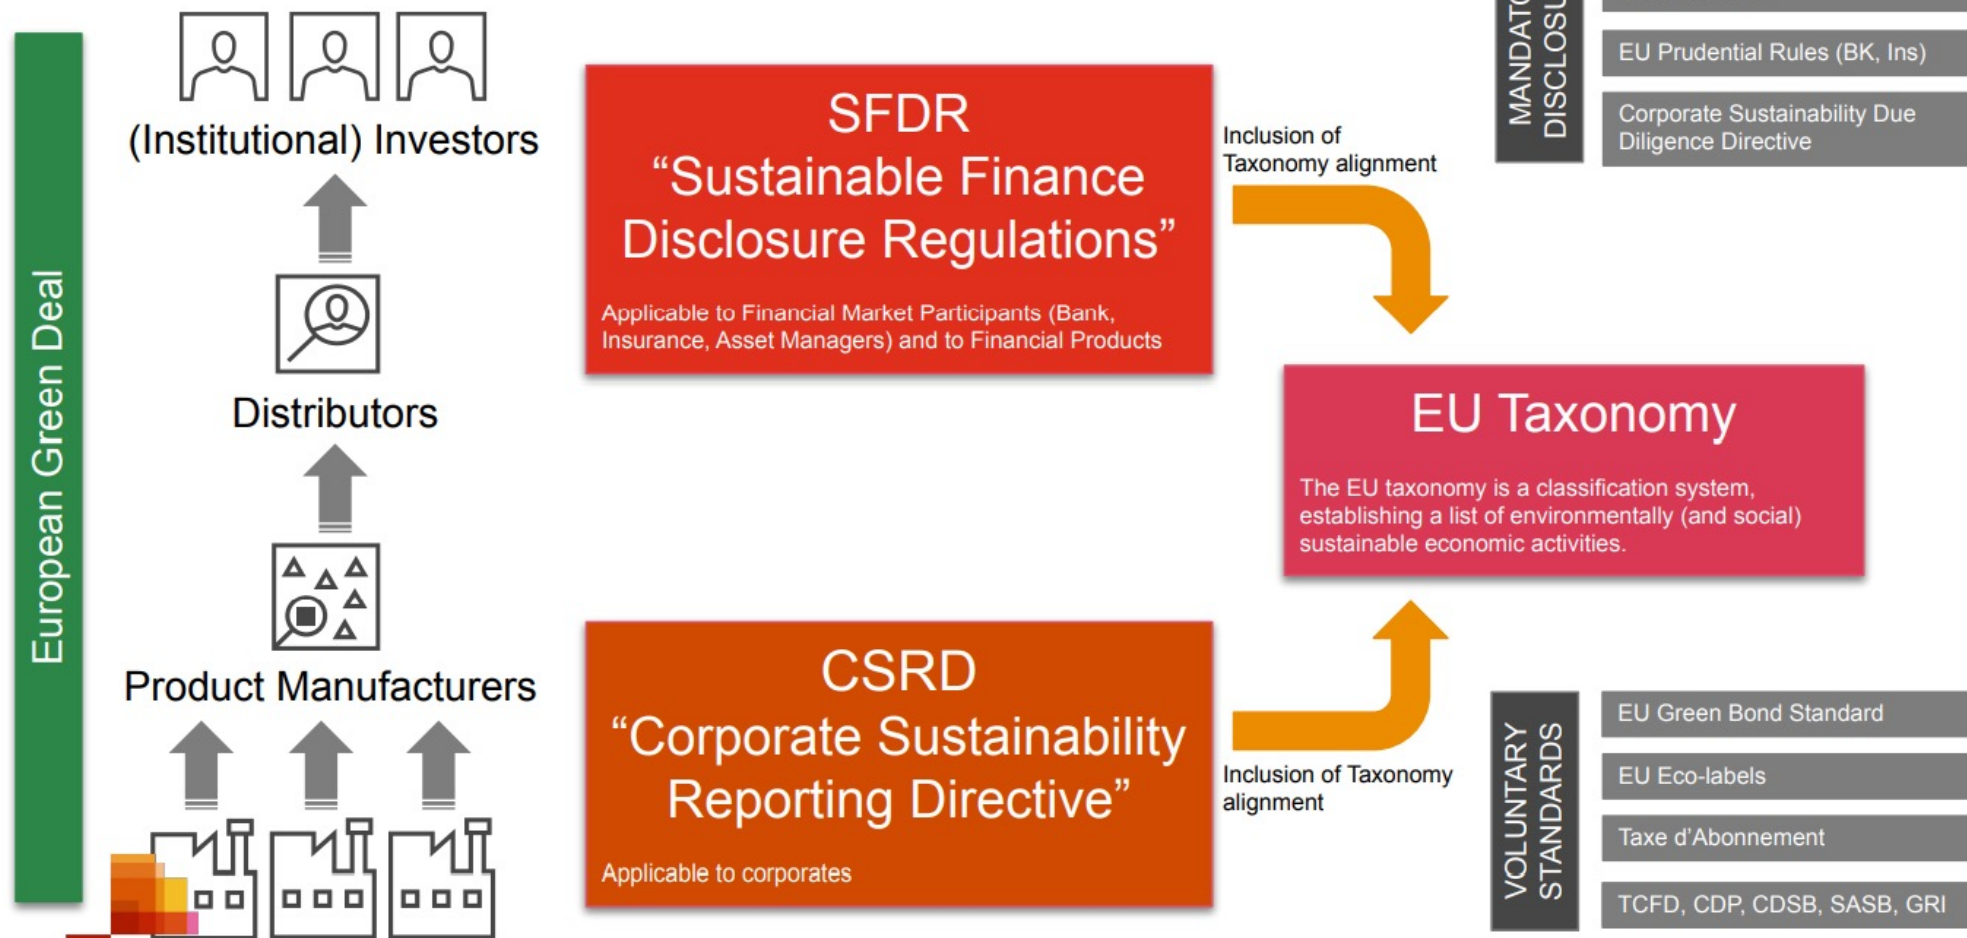 European Green Deal
(Institutional) Investors
Distributors
Product Manufacturers
SFDR
“Sustainable Finance
Disclosure Regulations”
Applicable to Financial Market Participants (Bank,
Insurance, Asset Managers) and to Financial Products
CSRD
“Corporate Sustainability
Reporting Directive”
Applicable to corporates
Inclusion of
Taxonomy alignment
EU Taxonomy
The EU taxonomy is a classification system,
establishing a list of environmentally (and social)
sustainable economic activities.
Inclusion of Taxonomy
alignment
EU Prudential Rules (BK, Ins)
Corporate Sustainability Due
Diligence Directive
VOLUNTARY
STANDARDS
EU Green Bond Standard
EU Eco-labels
Taxe d’Abonnement
TCFD, CDP, CDSB, SASB, GRI